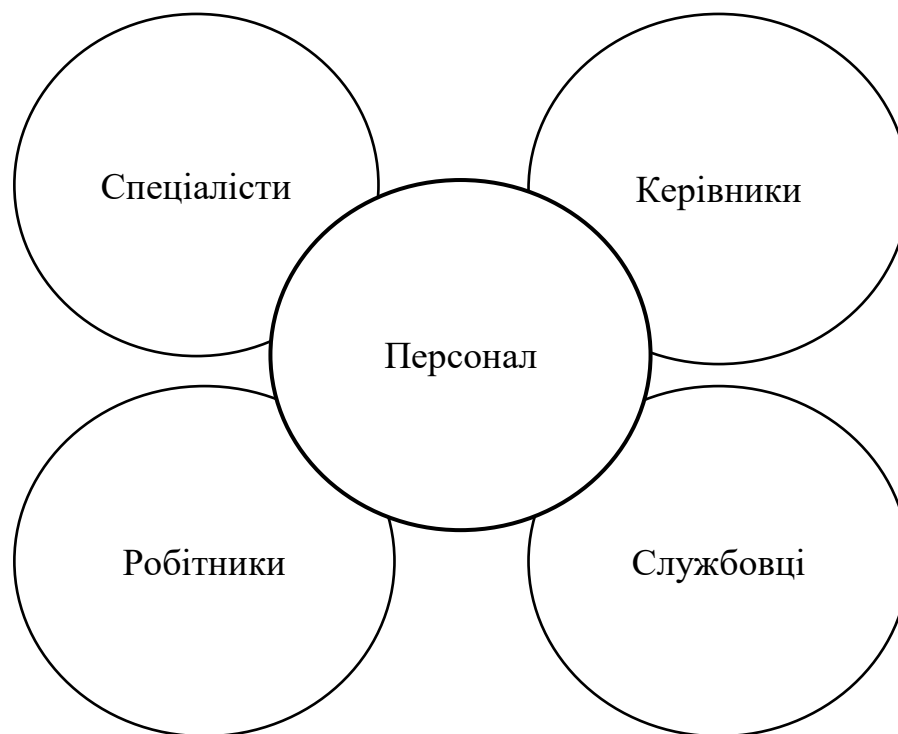 Спеціалісти
Керівники
Персонал
Робітники
Службовці